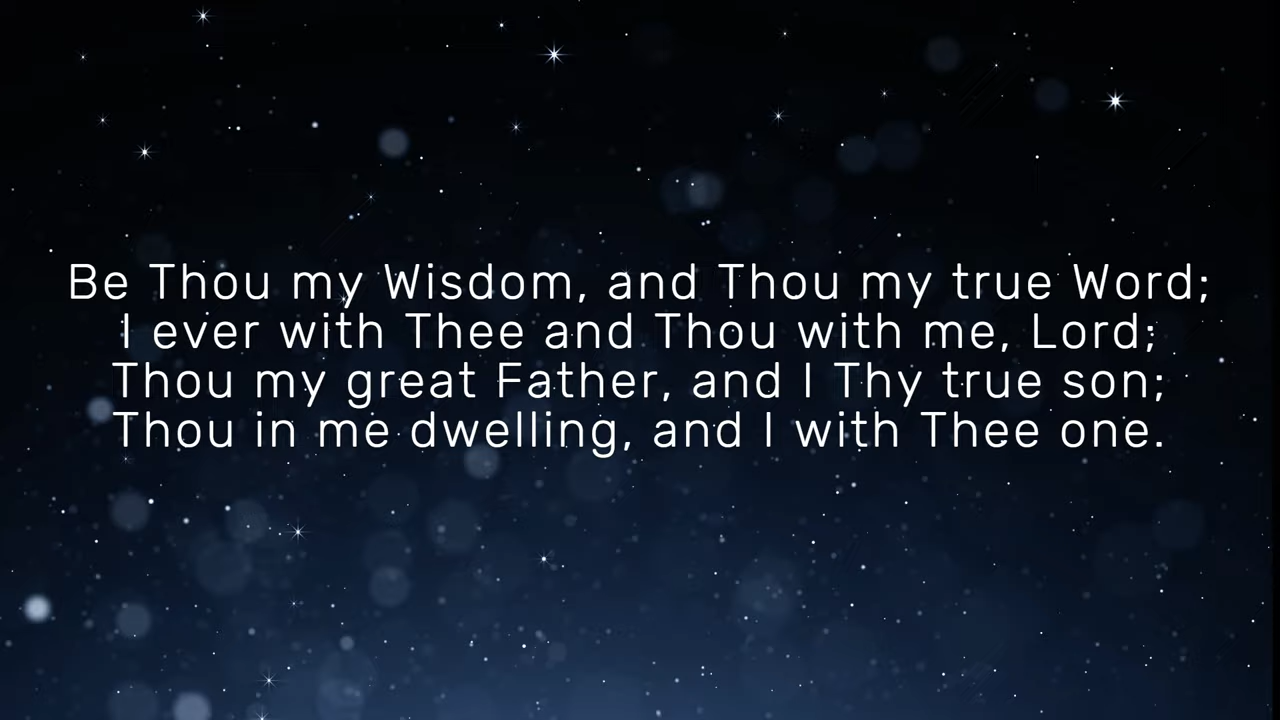 Be Thou my Wisdom, and Thou my true Word;
I ever with Thee and Thou with me, Lord;
Thou my great Father, and I Thy true son;
Thou in me dwelling, and I with Thee one.